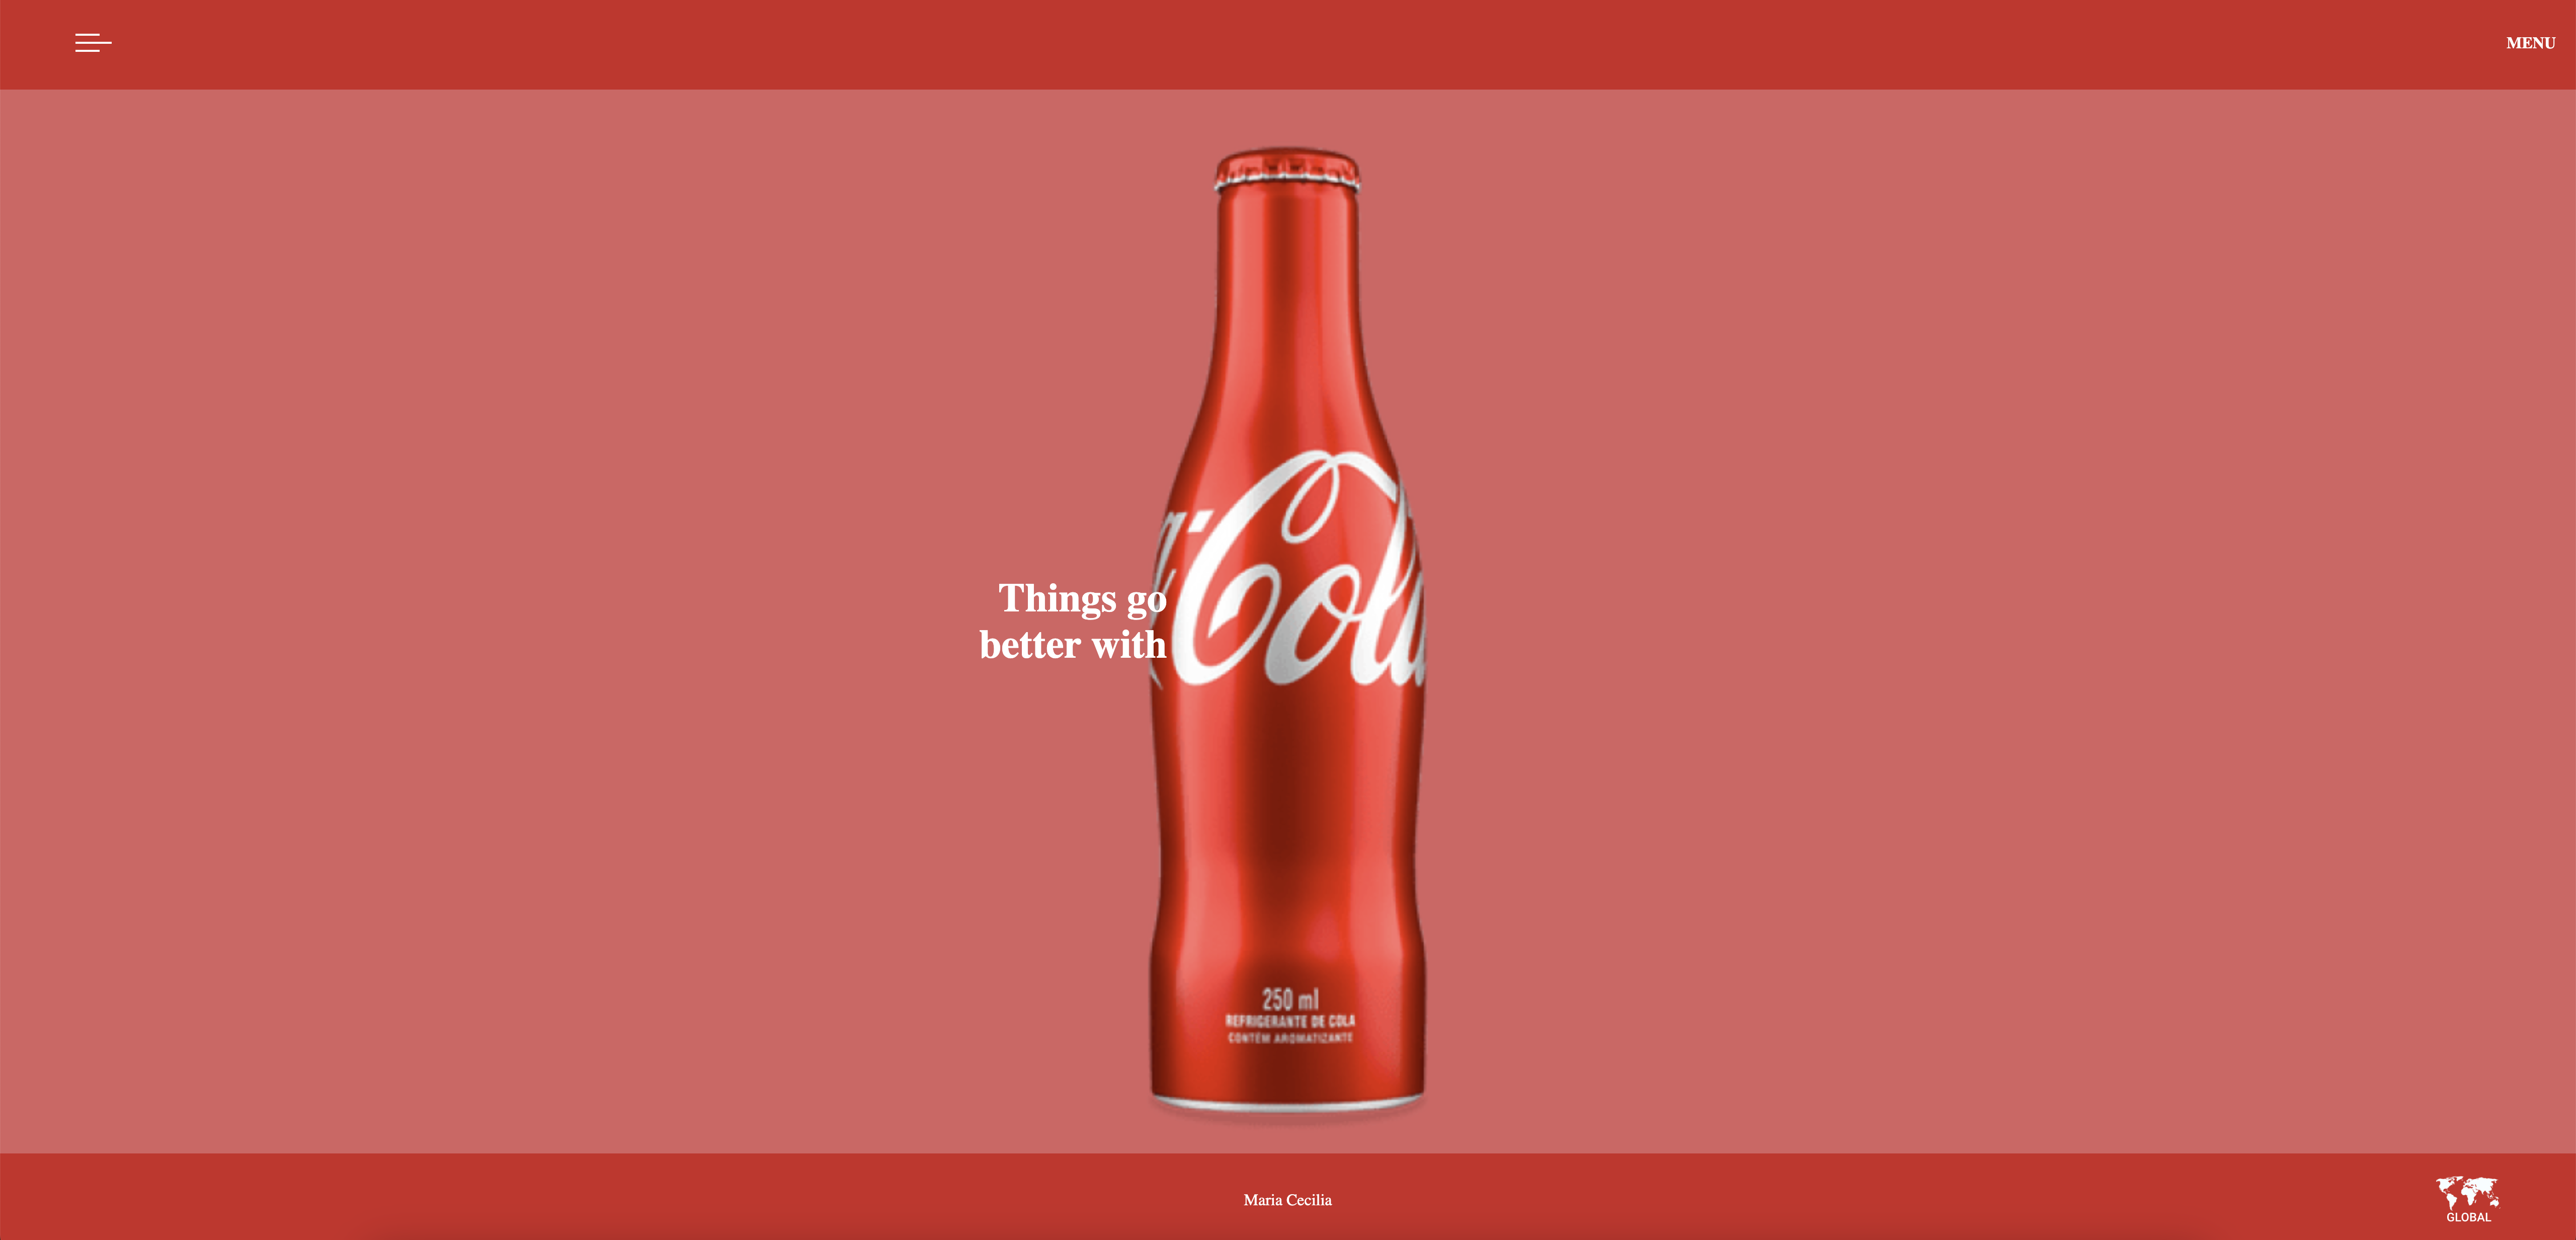 MENU
Things go
better with
Cola
250 ml
REFRIGERANTE DE COLA
CONTÉM AROMATIZANTE
Maria Cecilia
GLOBAL